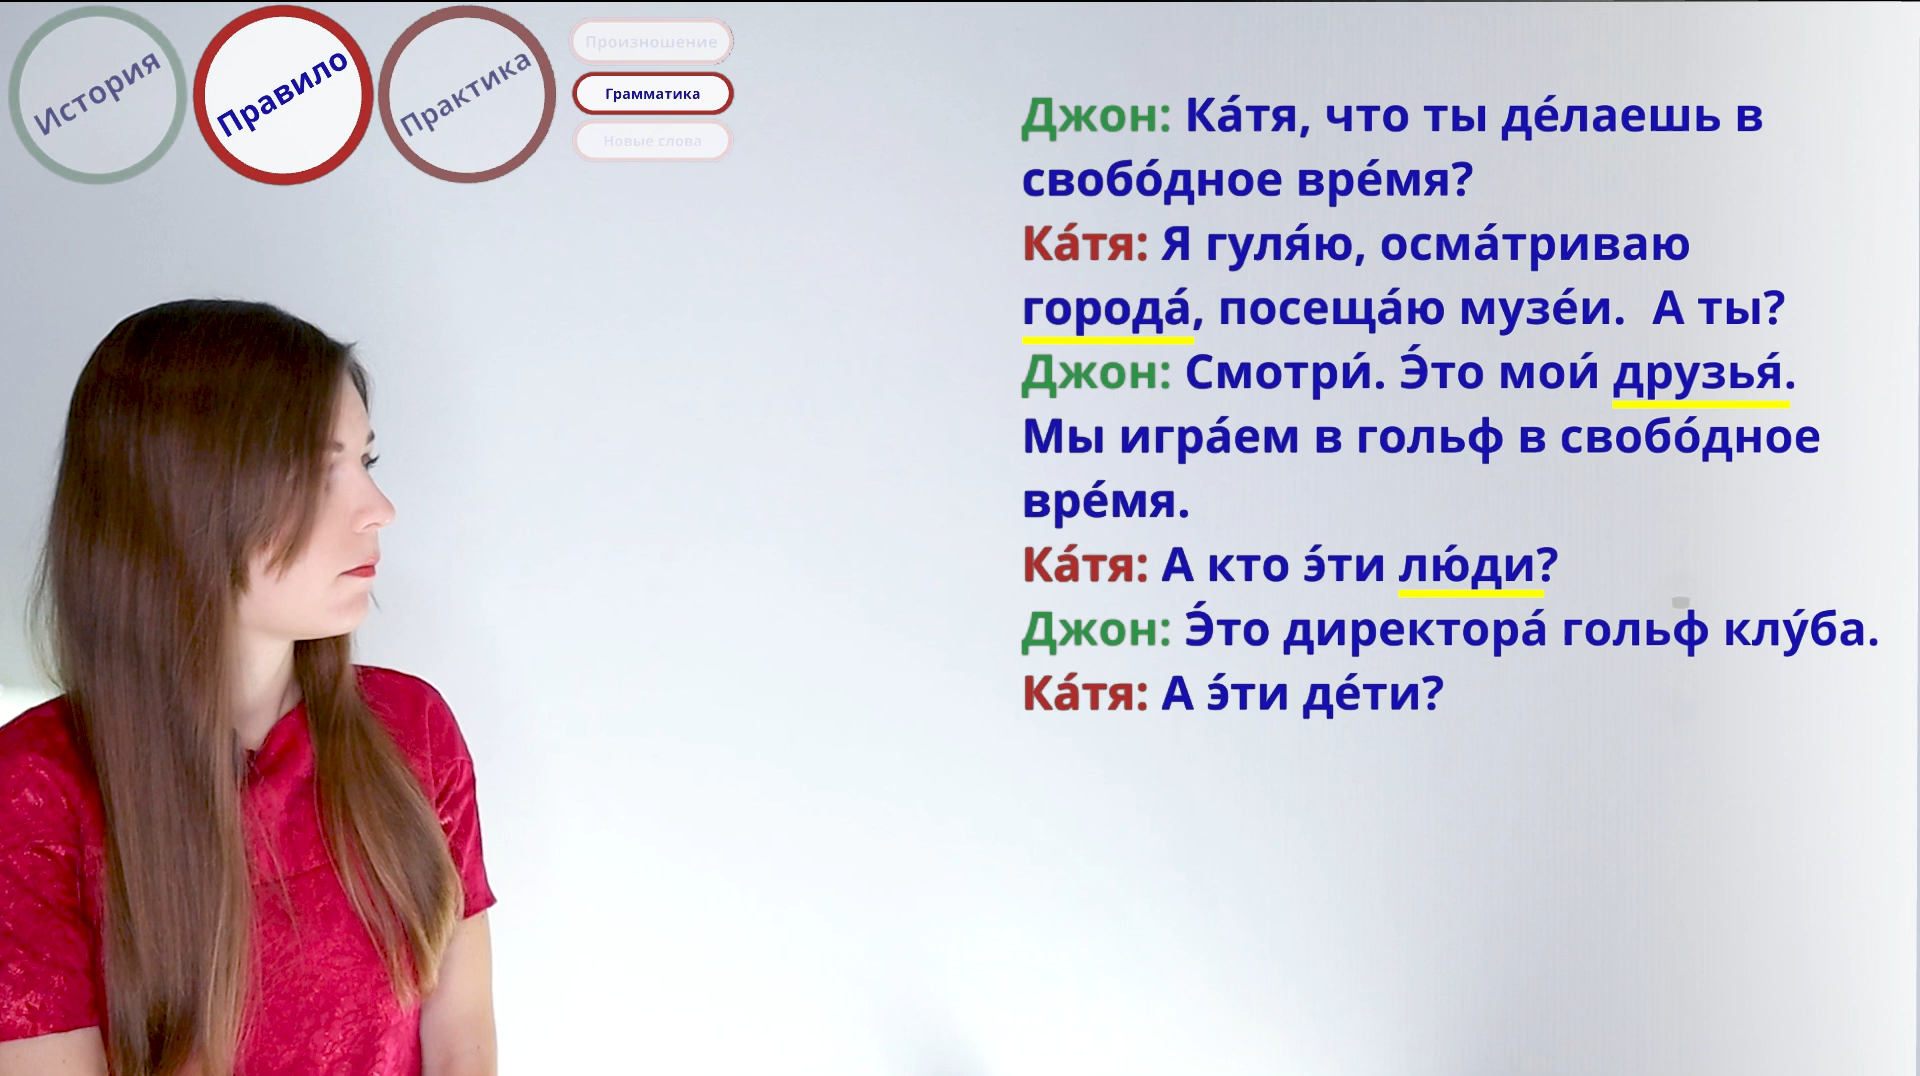 История
Правило
Практика
Произношение
Грамматика
Новые слова
Джон: Ка́тя, что ты де́лаешь в
свобо́дное вре́мя?
Ка́тя: Я гуля́ю, осма́триваю
города́, посеща́ю музе́и. А ты?
Джон: Смотри́. Э́то мои́ друзья́.
Мы игра́ем в гольф в свобо́дное
вре́мя.
Ка́тя: А кто э́ти лю́ди?
Джон: Э́то директора́ гольф клу́ба.
Ка́тя: А э́ти де́ти?